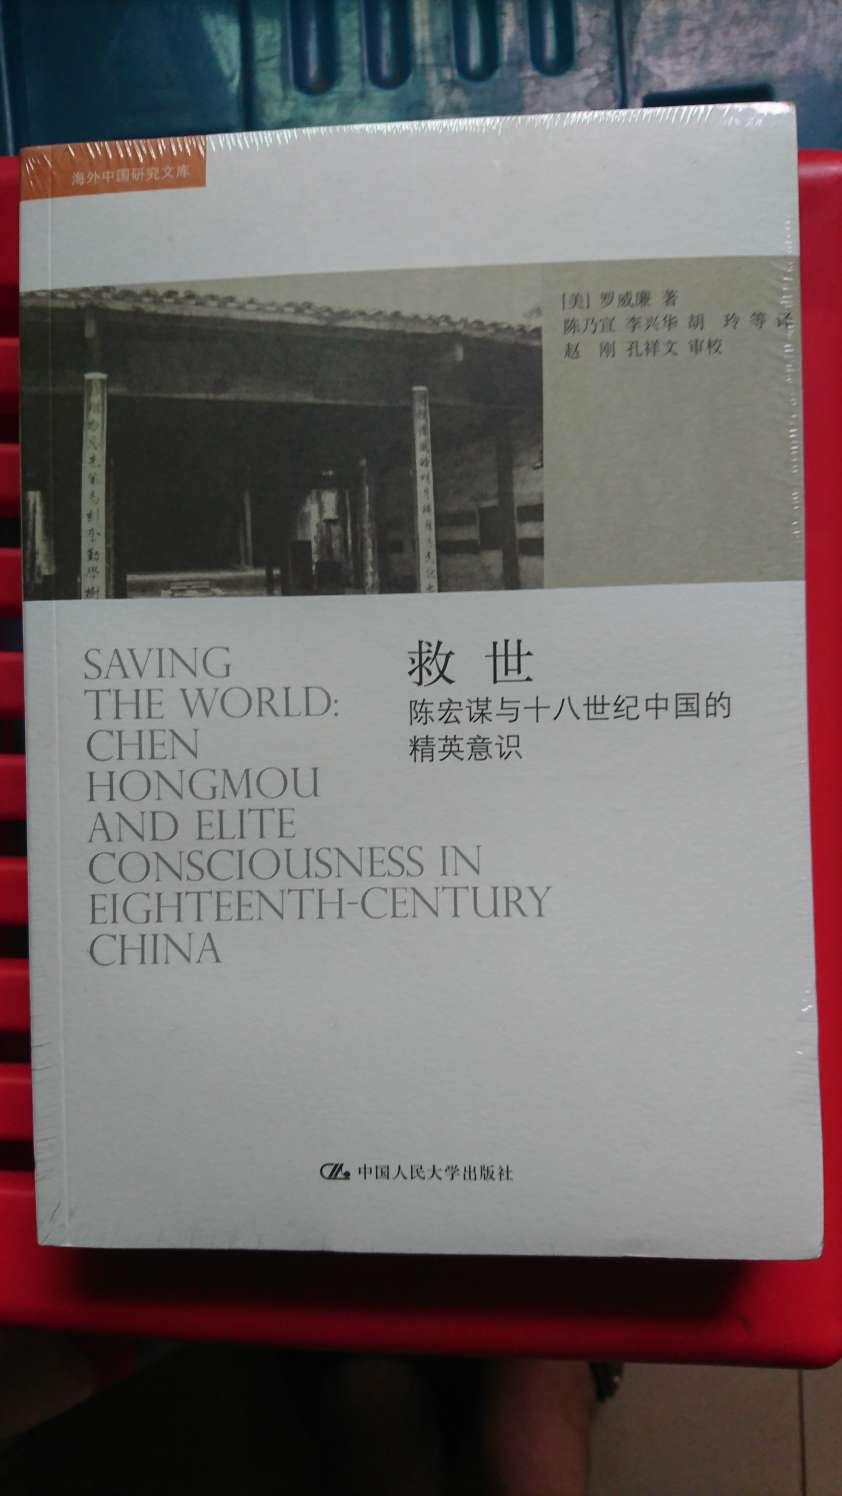 海外中国研究文库
[美] 罗威廉 著
陈乃宣 李兴华 胡 玲 等 译
赵 刚 孔祥文 审校
SAVING
THE WORLD:
CHEN
HONGMOU
AND ELITE
CONSCIOUSNESS IN
EIGHTEENTH-CENTURY
CHINA
救世
陈宏谋与十八世纪中国的
精英意识
中国人民大学出版社